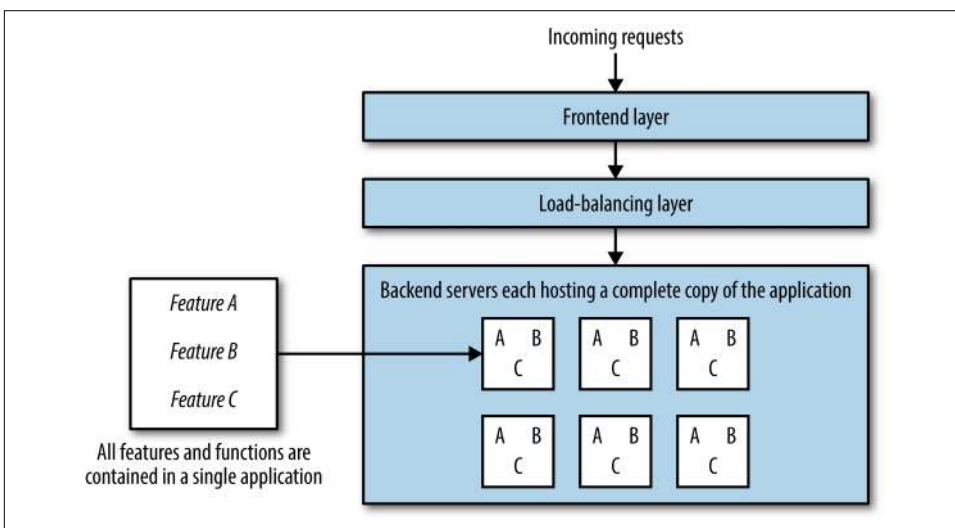 Incoming requests
Frontend layer
Load-balancing layer
Backend servers each hosting a complete copy of the application
Feature A
Feature B
Feature C
All features and functions are
contained in a single application
A B
C
A B
C
A B
C
A B
C
A B
C
A B
C